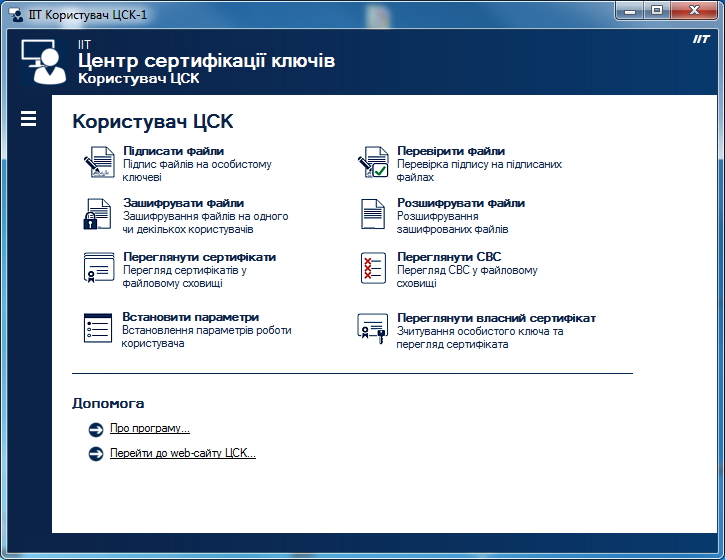 ІІТ Користувач ЦСК-1
ІІТ
ІІТ
Центр сертифікації ключів
Користувач ЦСК
Користувач ЦСК
Підписати файли
Підпис файлів на особистому
ключеві
Перевірити файли
Перевірка підпису на підписаних
файлах
Зашифрувати файли
Зашифрування файлів на одного
чи декількох користувачів
Розшифрувати файли
Розшифрування
зашифрованих файлів
Переглянути сертифікати
Перегляд сертифікатів у
файловому сховищі
Переглянути СВС
Перегляд СВС у файловому
сховищі
Встановити параметри
Встановлення параметрів роботи
користувача
Переглянути власний сертифікат
Зчитування особистого ключа та
перегляд сертифіката
Допомога
Про програму...
Перейти до web-сайту ЦСК...